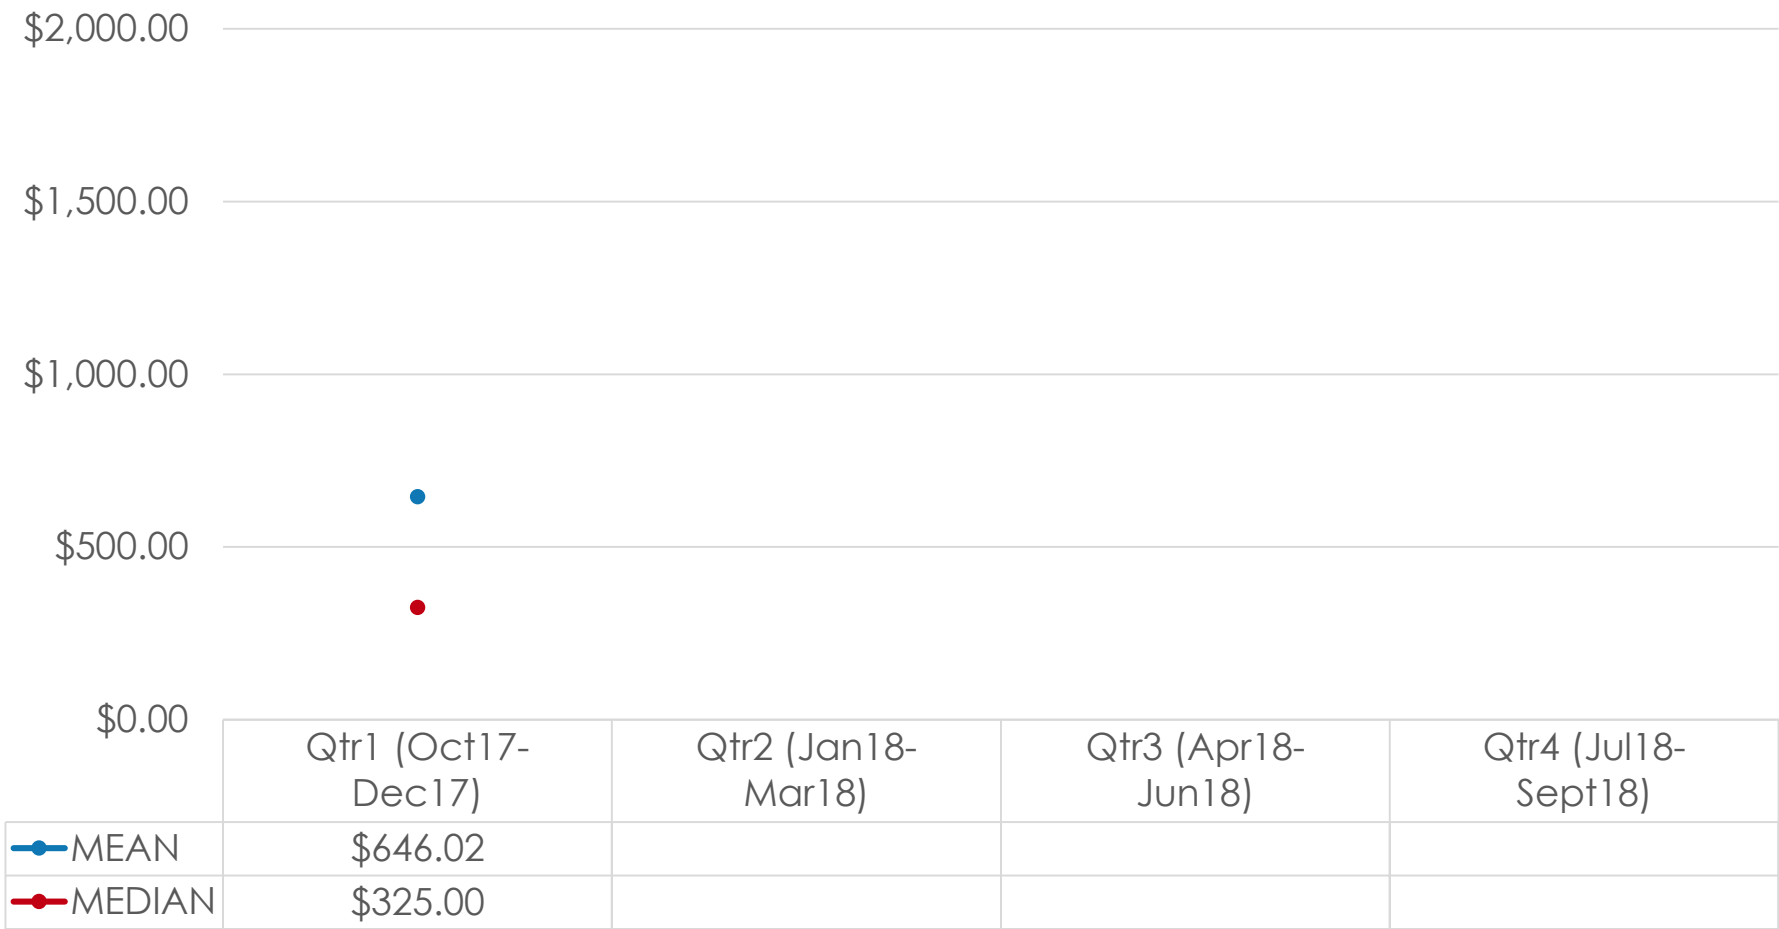 $2,000.00
$1,500.00
$1,000.00
$500.00
$0.00
Qtr1 (Oct17-
Dec17)
Qtr2 (Jan18-
Mar18)
Qtr3 (Apr18-
Jun18)
Qtr4 (Jul18-
Sept18)
MEAN $646.02
MEDIAN $325.00